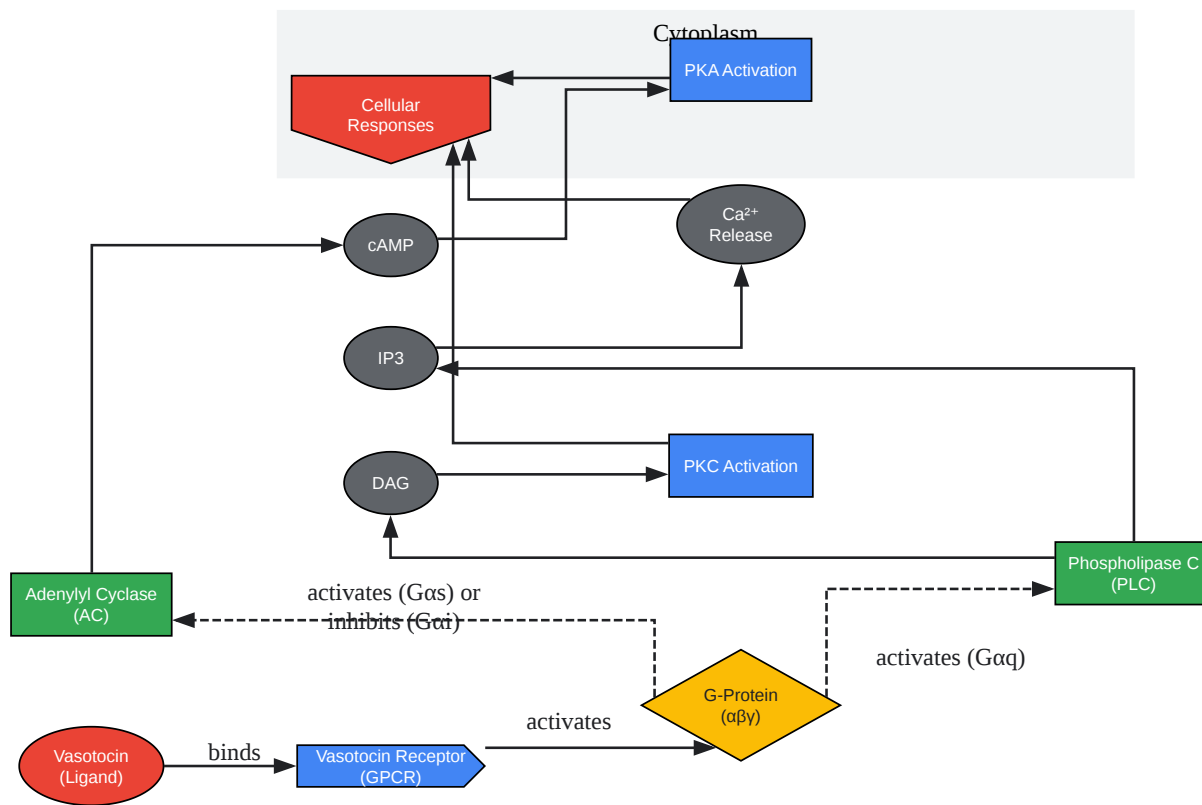 Cytoplasm
PKA Activation
Cellular
Responses
Ca²⁺
Release
cAMP
IP3
PKC Activation
DAG
Phospholipase C
(PLC)
Adenylyl Cyclase
(AC)
activates (Gαs) or
inhibits (Gαi)
activates (Gαq)
G-Protein
(αβγ)
activates
binds
Vasotocin Receptor
(GPCR)
Vasotocin
(Ligand)